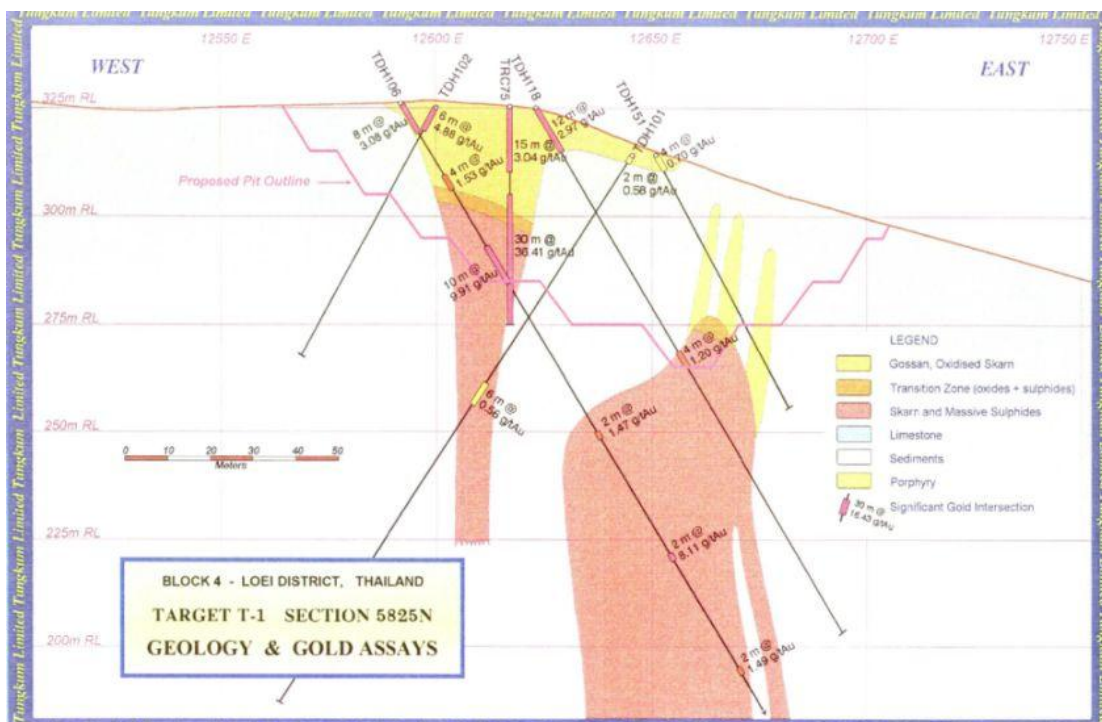 Tungkum Limited Tungkum Limited Tungkum Limited Tungkum Limited Tungkum Limited Tungkum Limited Tungkum Limited
12550 E
12600 E
12650 E
12700 E
12750 E
WEST
EAST
TDH106
TDH102
TRC75
TDH118
TDH151
TDH101
325m RL
8 m @
3.08 g/tAu
6 m @
4.88 g/tAu
15 m @
3.04 g/tAu
12 m @
2.97 g/tAu
4 m @
0.70 g/tAu
2 m @
0.58 g/tAu
4 m @
1.53 g/tAu
Proposed Pit Outline
300m RL
30 m @
36.41 g/tAu
10 m @
9.91 g/tAu
275m RL
4 m @
1.20 g/tAu
6 m @
0.56 g/tAu
2 m @
1.47 g/tAu
250m RL
0 10 20 30 40 50
Meters
LEGEND
Gossan, Oxidised Skarn
Transition Zone (oxides + sulphides)
Skarn and Massive Sulphides
Limestone
Sediments
Porphyry
30 m @
16.43 g/tAu
Significant Gold Intersection
225m RL
2 m @
8.11 g/tAu
200m RL
2 m @
1.49 g/tAu
BLOCK 4 - LOEI DISTRICT, THAILAND
TARGET T-1 SECTION 5825N
GEOLOGY & GOLD ASSAYS